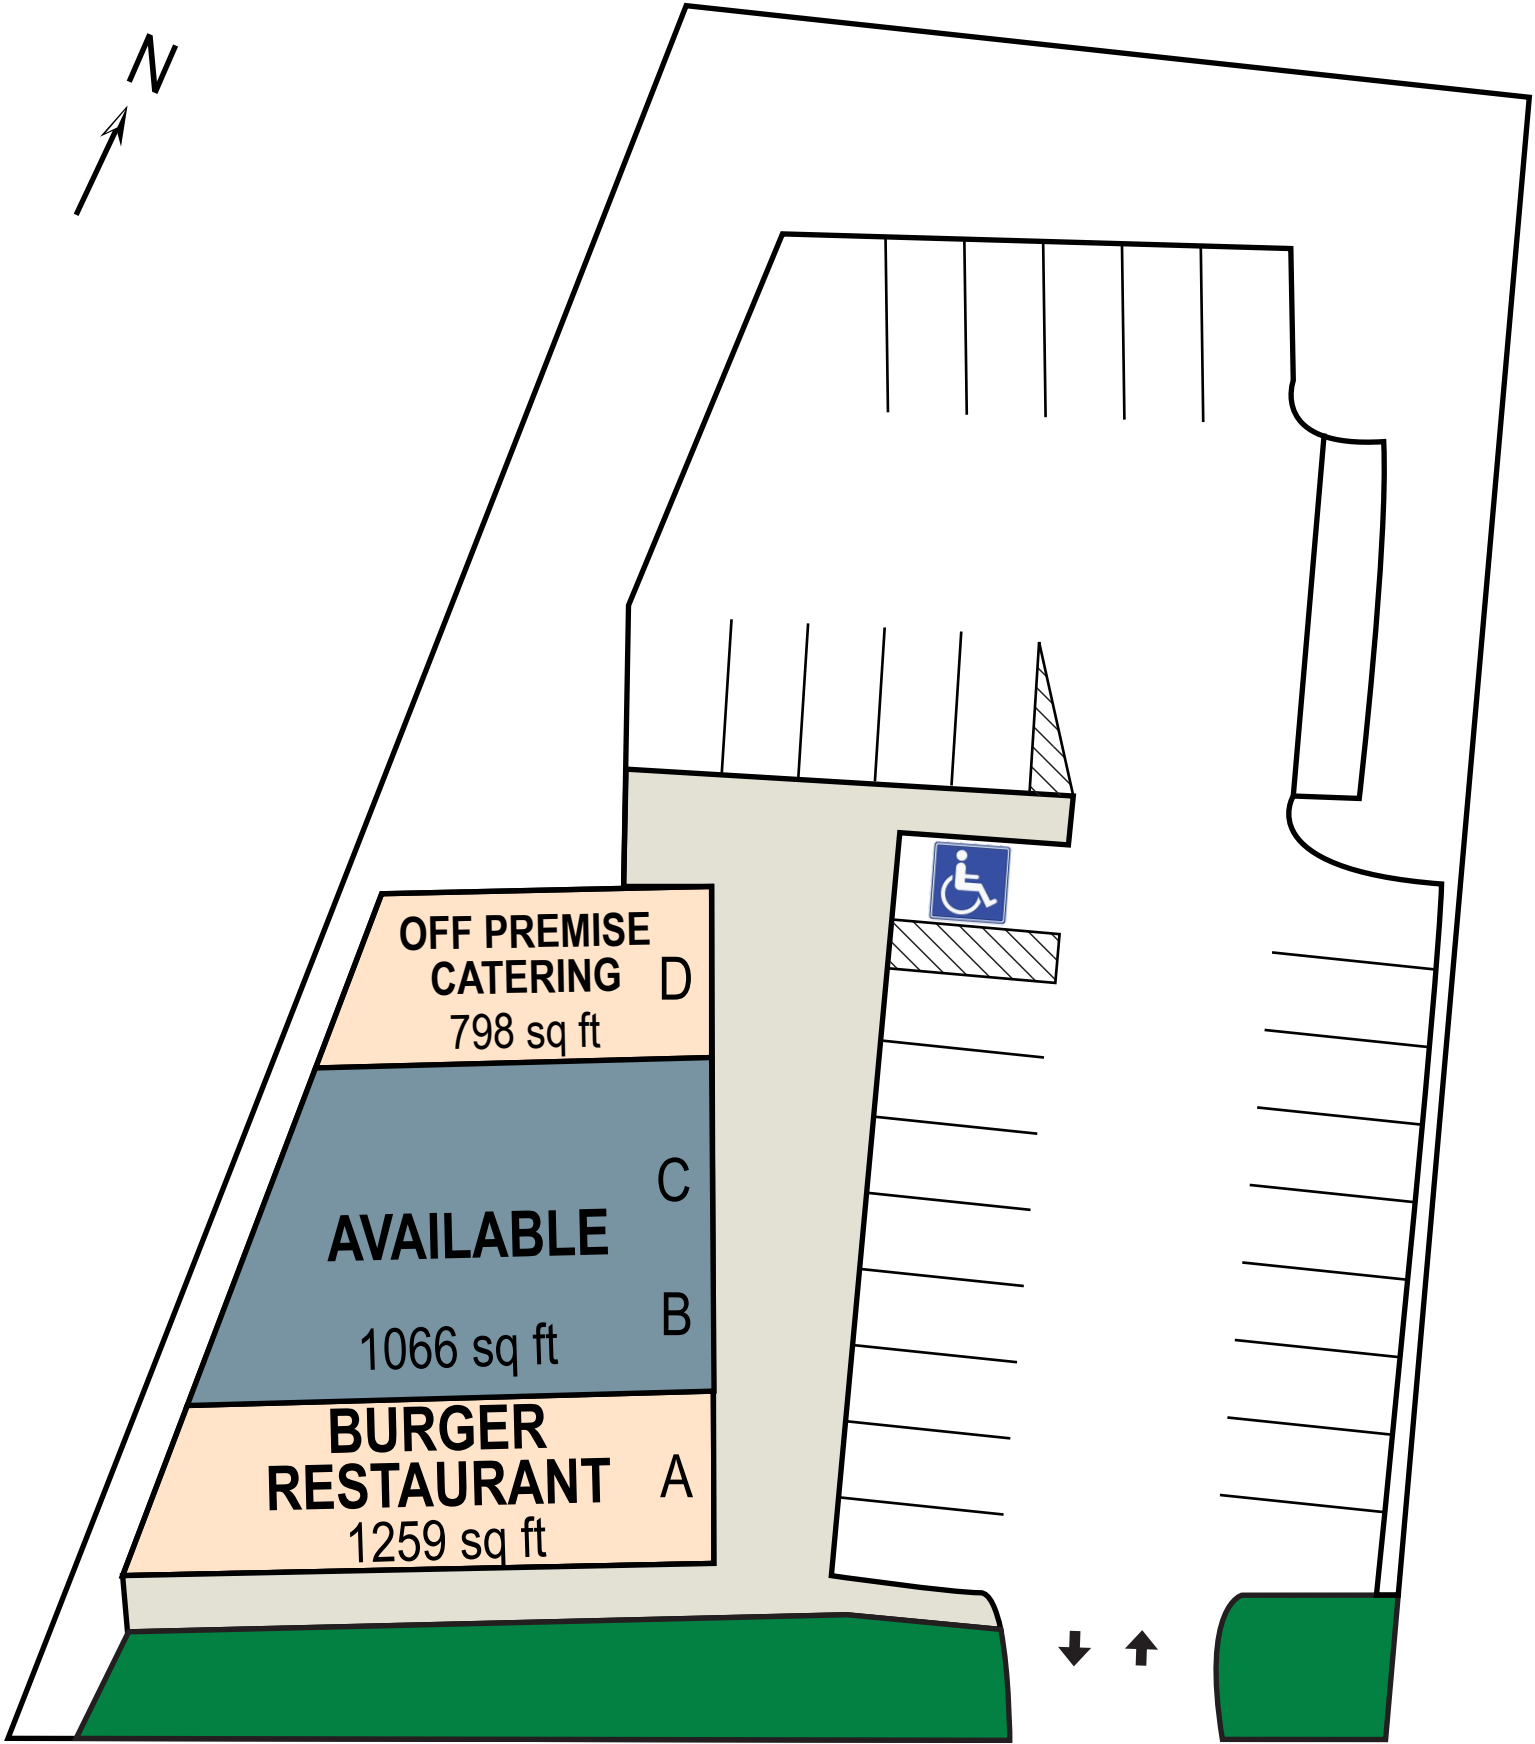 N
OFF PREMISE
CATERING
D
798 sq ft
C
AVAILABLE
B
1066 sq ft
BURGER
RESTAURANT
A
1259 sq ft